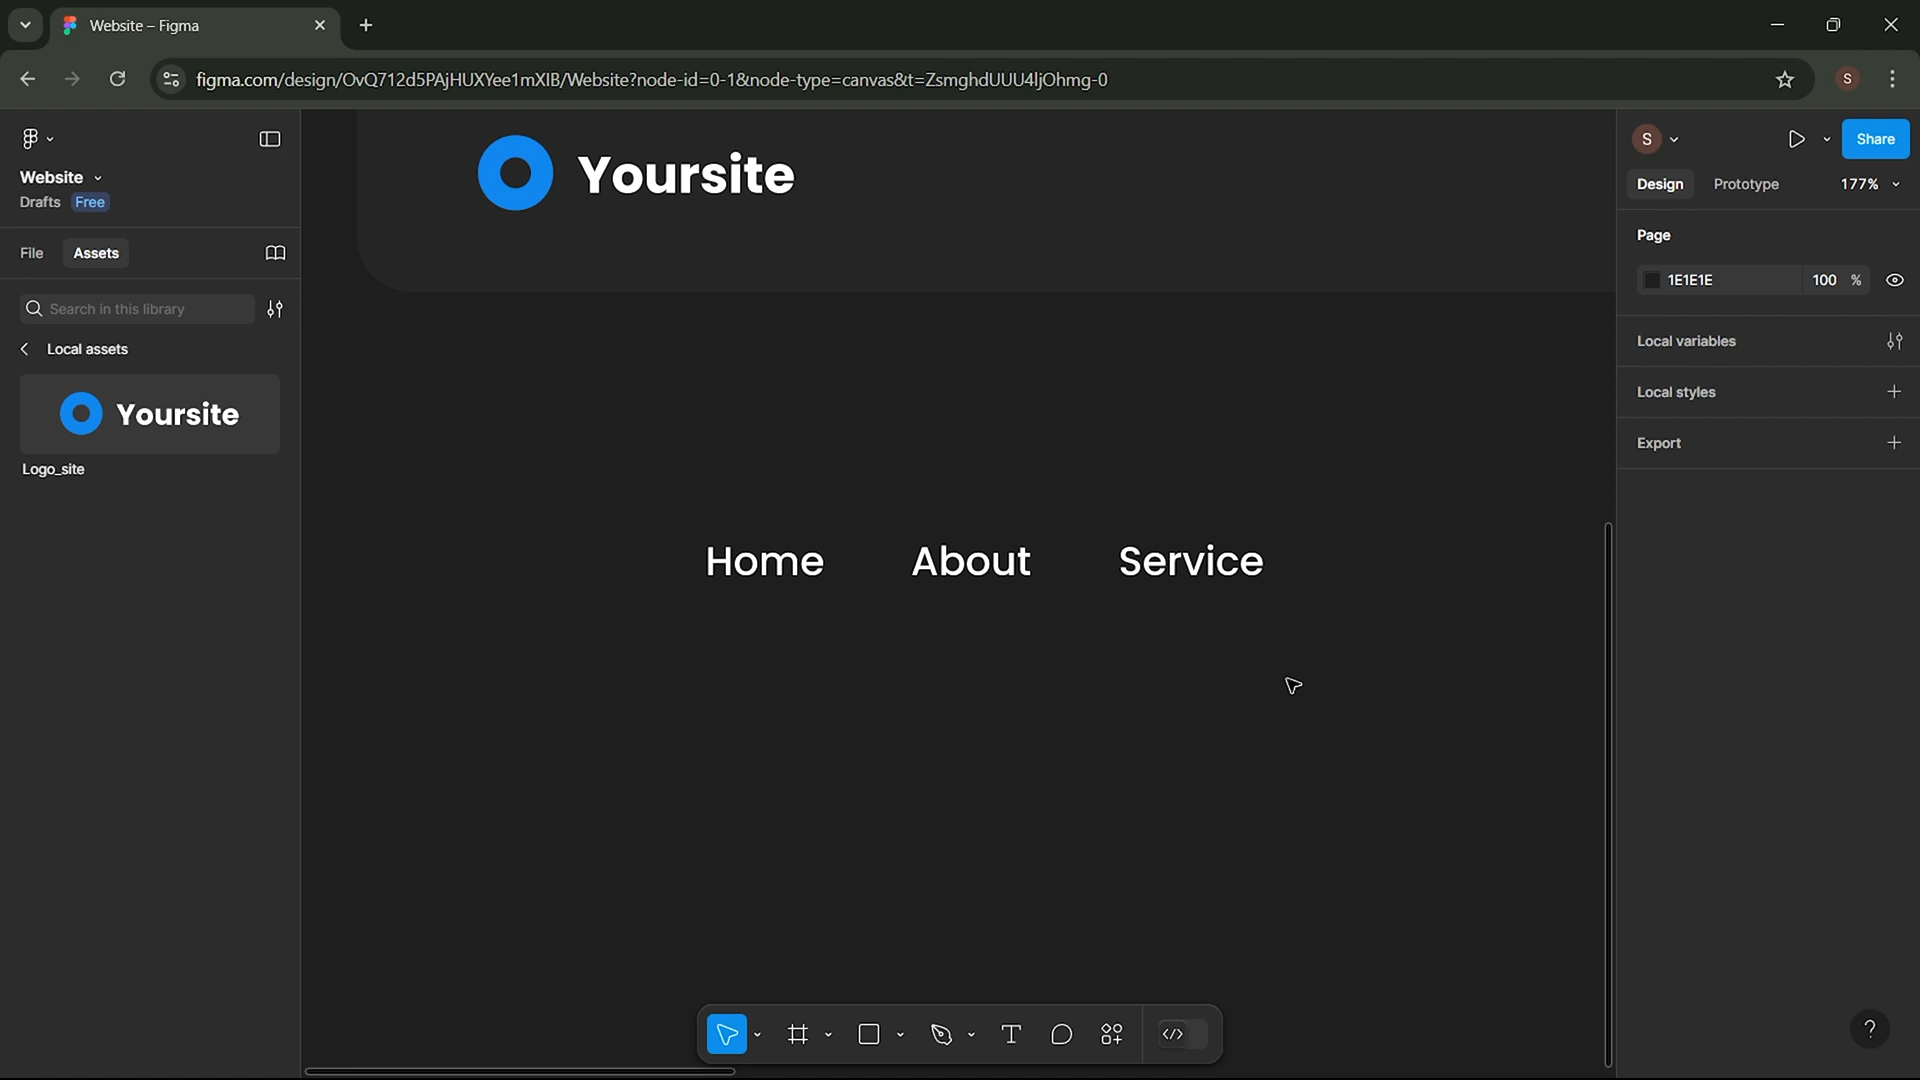 Website – Figma
figma.com/design/OvQ712d5PAjHUXYee1mXIB/Website?node-id=0-1&node-type=canvas&t=ZsmghdUUU4ljOhmg-0
S
Website
Drafts Free
File Assets
Search in this library
Local assets
Yoursite
Logo_site
Yoursite
Home About Service
S
Share
Design Prototype 177%
Page
1E1E1E 100 %
Local variables
Local styles
Export
?